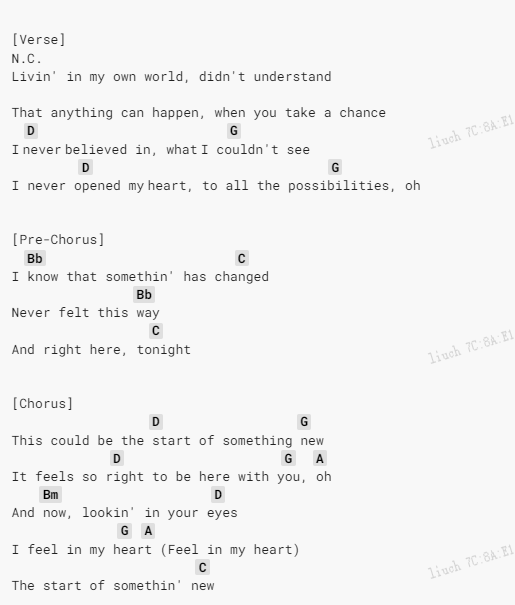 [Verse]
N.C.
Livin' in my own world, didn't understand
That anything can happen, when you take a chance
D G
I never believed in, what I couldn't see
D G
I never opened my heart, to all the possibilities, oh
[Pre-Chorus]
Bb C
I know that somethin' has changed
Bb
Never felt this way
C
And right here, tonight
[Chorus]
D G
This could be the start of something new
D G A
It feels so right to be here with you, oh
Bm D
And now, lookin' in your eyes
G A
I feel in my heart (Feel in my heart)
C
The start of somethin' new
liuch 7C:8A:E1
liuch 7C:8A:E1
liuch 7C:8A:E1